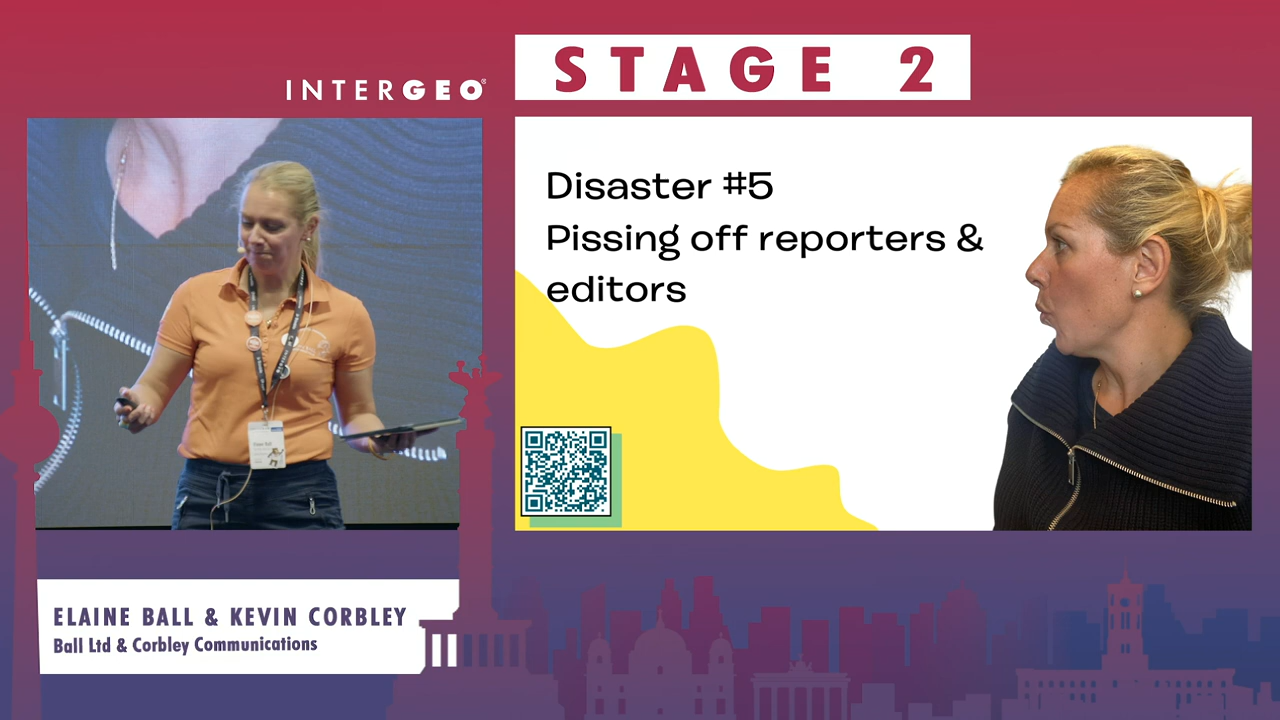 INTERGEO®
STAGE 2
Disaster #5
Pissing off reporters &
editors
ELAINE BALL & KEVIN CORBLEY
Ball Ltd & Corbley Communications